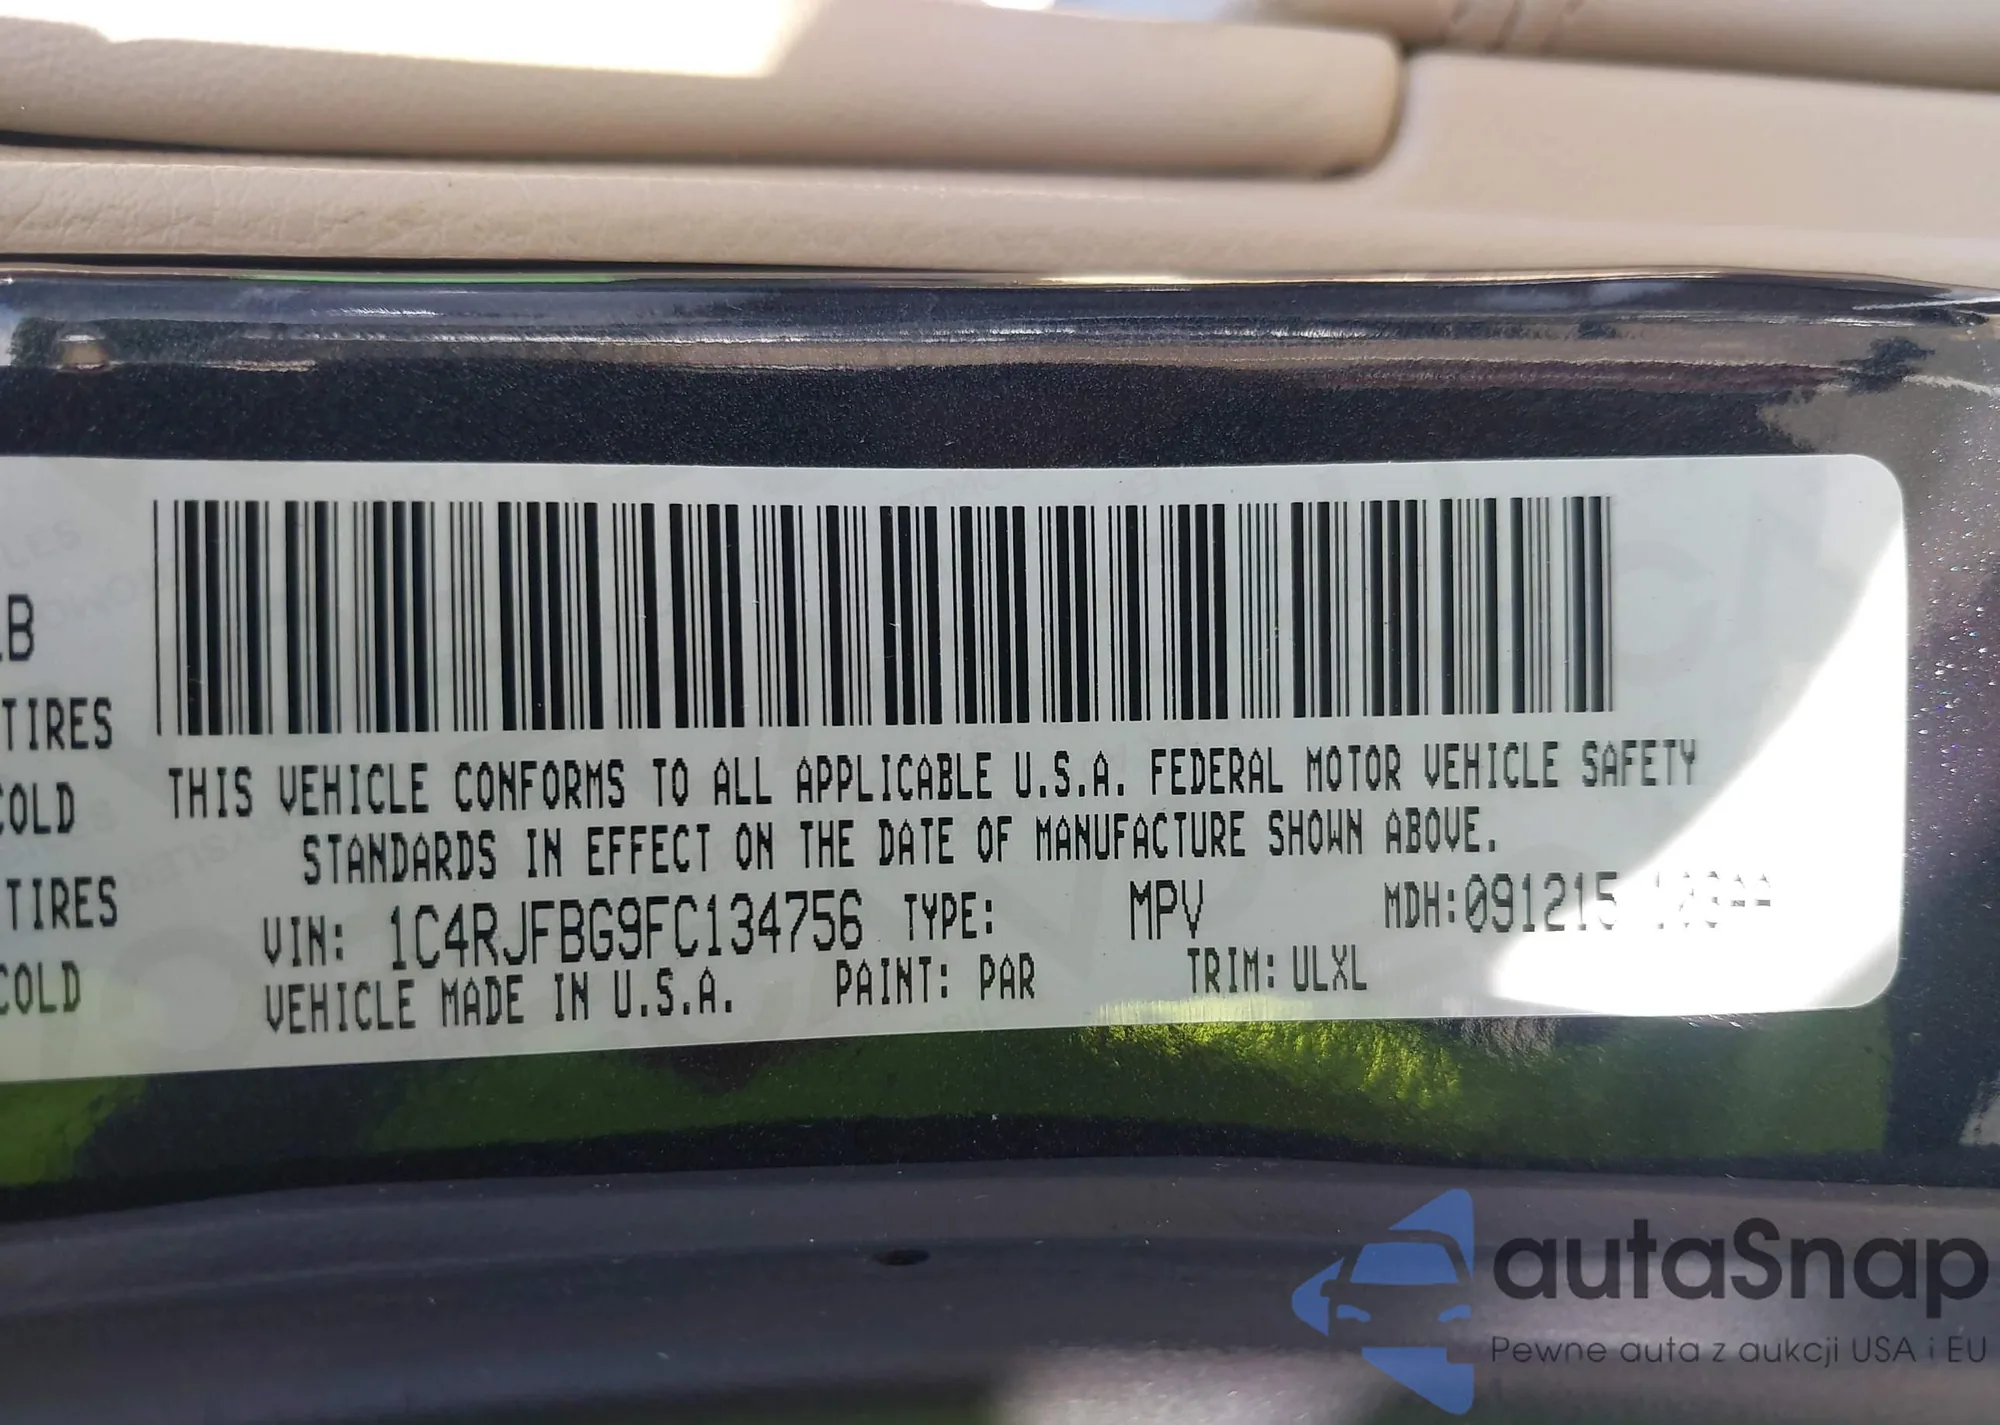 LB
TIRES
COLD
TIRES
COLD
THIS VEHICLE CONFORMS TO ALL APPLICABLE U.S.A. FEDERAL MOTOR VEHICLE SAFETY
STANDARDS IN EFFECT ON THE DATE OF MANUFACTURE SHOWN ABOVE.
VIN: 1C4RJFBG9FC134756 TYPE: MPV MDH:091215
VEHICLE MADE IN U.S.A. PAINT: PAR TRIM: ULXL
autaSnap
Pewne auta z aukcji USA i EU